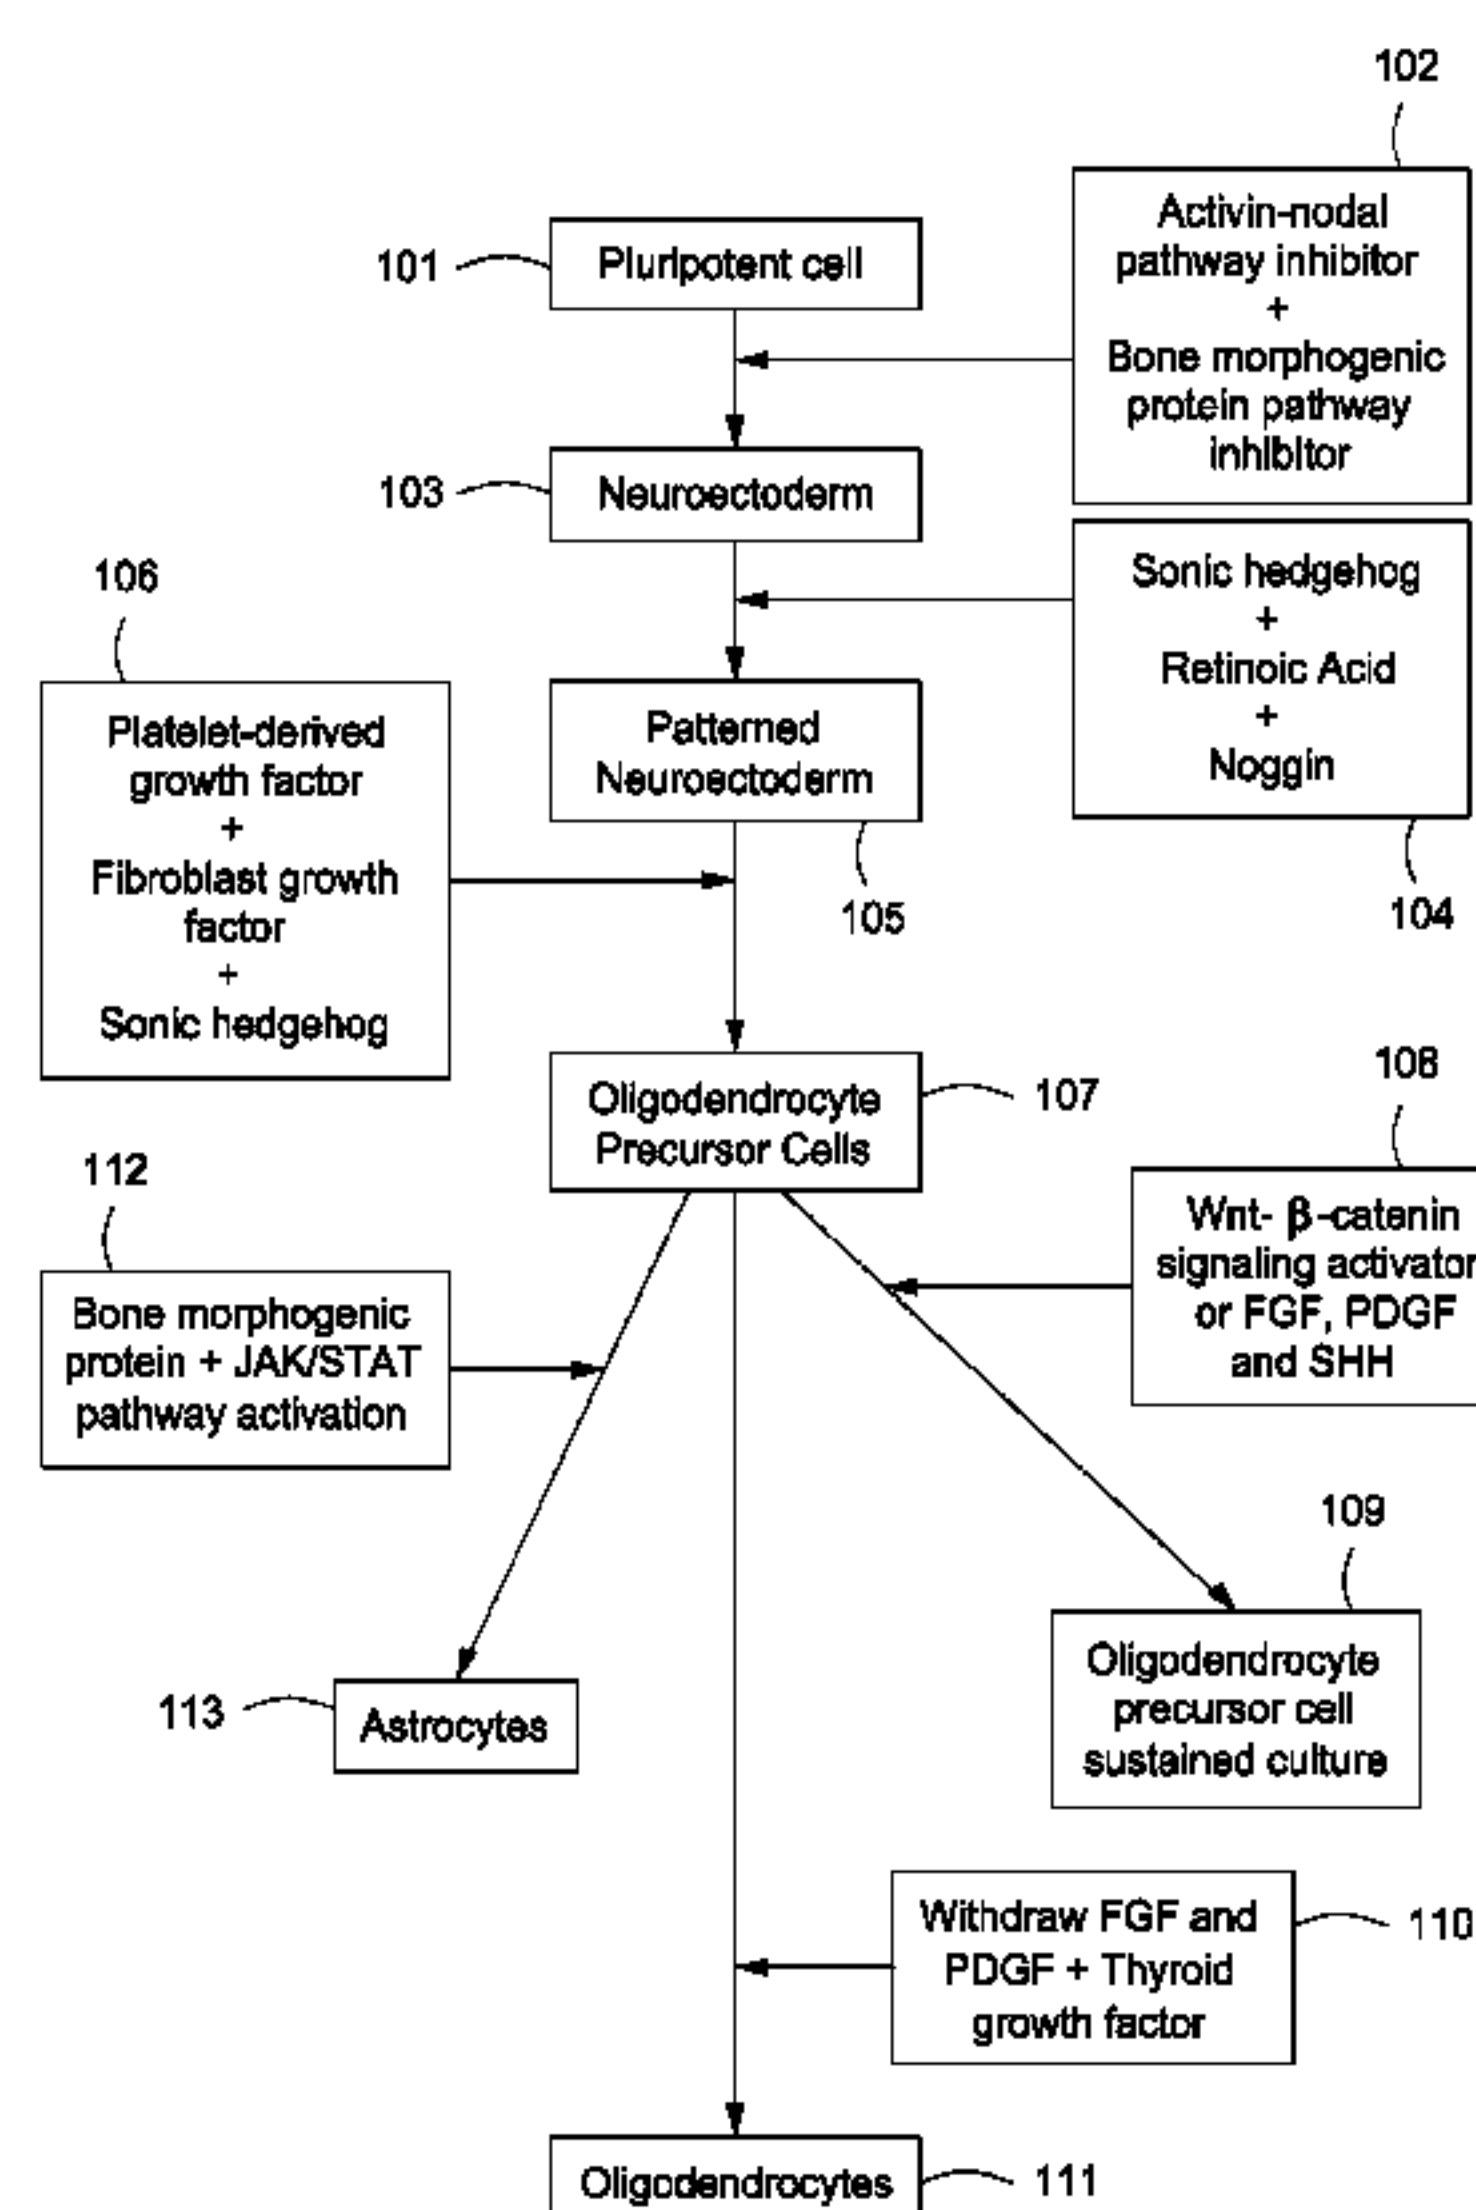 102
Activin-nodal
pathway inhibitor
+
Bone morphogenic
protein pathway
inhibitor
101
Pluripotent cell
103
Neuroectoderm
Sonic hedgehog
+
Retinoic Acid
+
Noggin
104
106
Platelet-derived
growth factor
+
Fibroblast growth
factor
+
Sonic hedgehog
Patterned
Neuroectoderm
105
Oligodendrocyte
Precursor Cells
107
108
Wnt- β -catenin
signaling activator
or FGF, PDGF
and SHH
112
Bone morphogenic
protein + JAK/STAT
pathway activation
109
Oligodendrocyte
precursor cell
sustained culture
113
Astrocytes
Withdraw FGF and
PDGF + Thyroid
growth factor
110
Oligodendrocytes
111